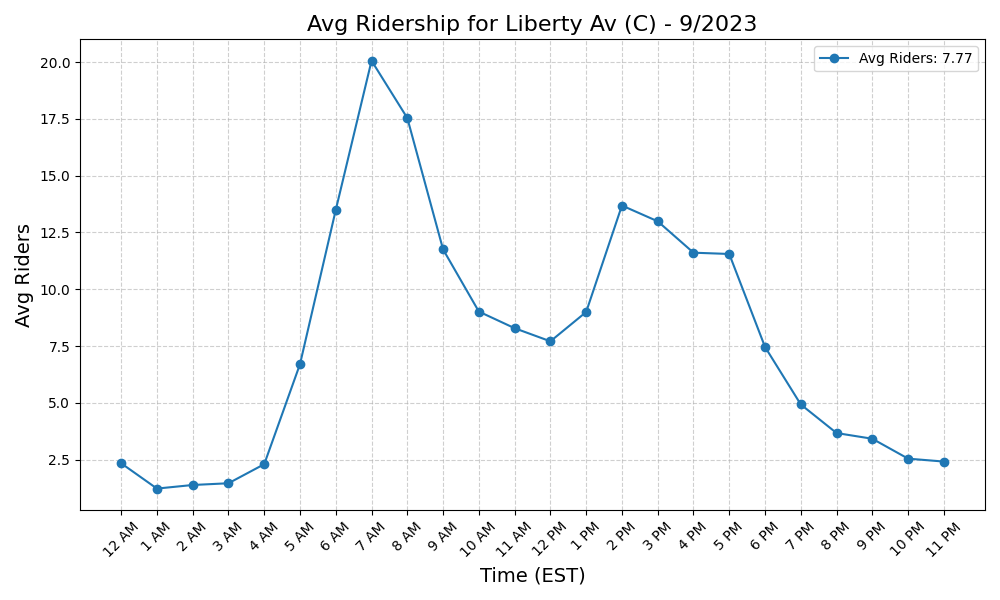 Avg Ridership for Liberty Av (C) - 9/2023
Avg Riders: 7.77
Avg Riders
20.0
17.5
15.0
12.5
10.0
7.5
5.0
2.5
12 AM
1 AM
2 AM
3 AM
4 AM
5 AM
6 AM
7 AM
8 AM
9 AM
10 AM
11 AM
12 PM
1 PM
2 PM
3 PM
4 PM
5 PM
6 PM
7 PM
8 PM
9 PM
10 PM
11 PM
Time (EST)